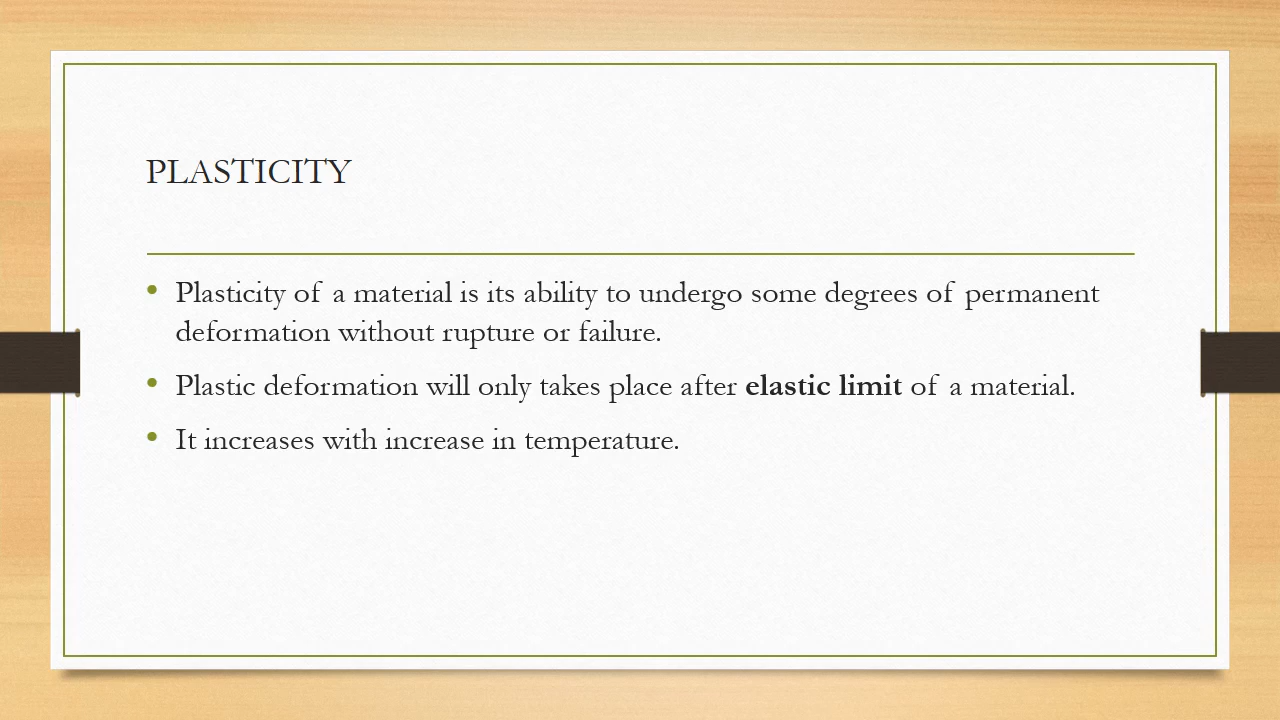 PLASTICITY
• Plasticity of a material is its ability to undergo some degrees of permanent
deformation without rupture or failure.
• Plastic deformation will only takes place after elastic limit of a material.
• It increases with increase in temperature.